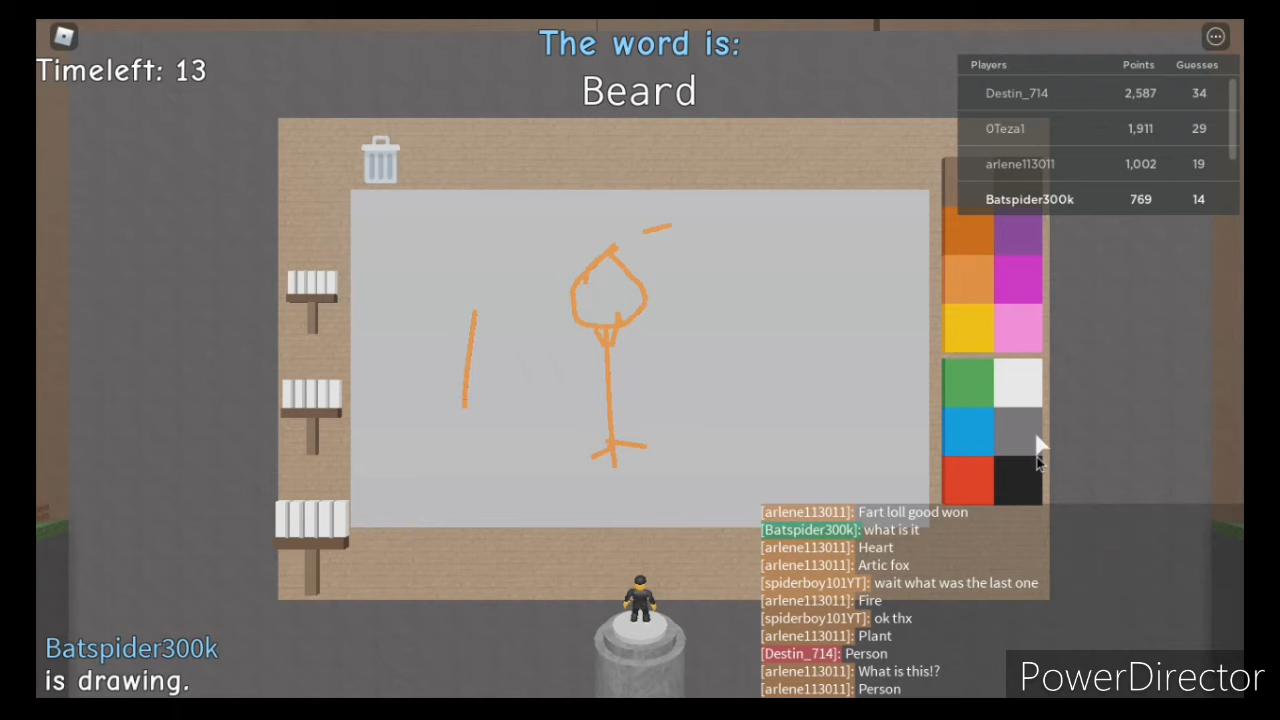 The word is:
Beard
Timeleft: 13
Players Points Guesses
Destin_714 2,587 34
0Teza1 1,911 29
arlene113011 1,002 19
Batspider300k 769 14
[arlene113011]: Fart loll good won
[Batspider300k]: what is it
[arlene113011]: Heart
[arlene113011]: Artic fox
[spiderboy101YT]: wait what was the last one
[arlene113011]: Fire
[spiderboy101YT]: ok thx
[arlene113011]: Plant
[Destin_714]: Person
[arlene113011]: What is this!?
[arlene113011]: Person
Batspider300k
is drawing.
PowerDirector